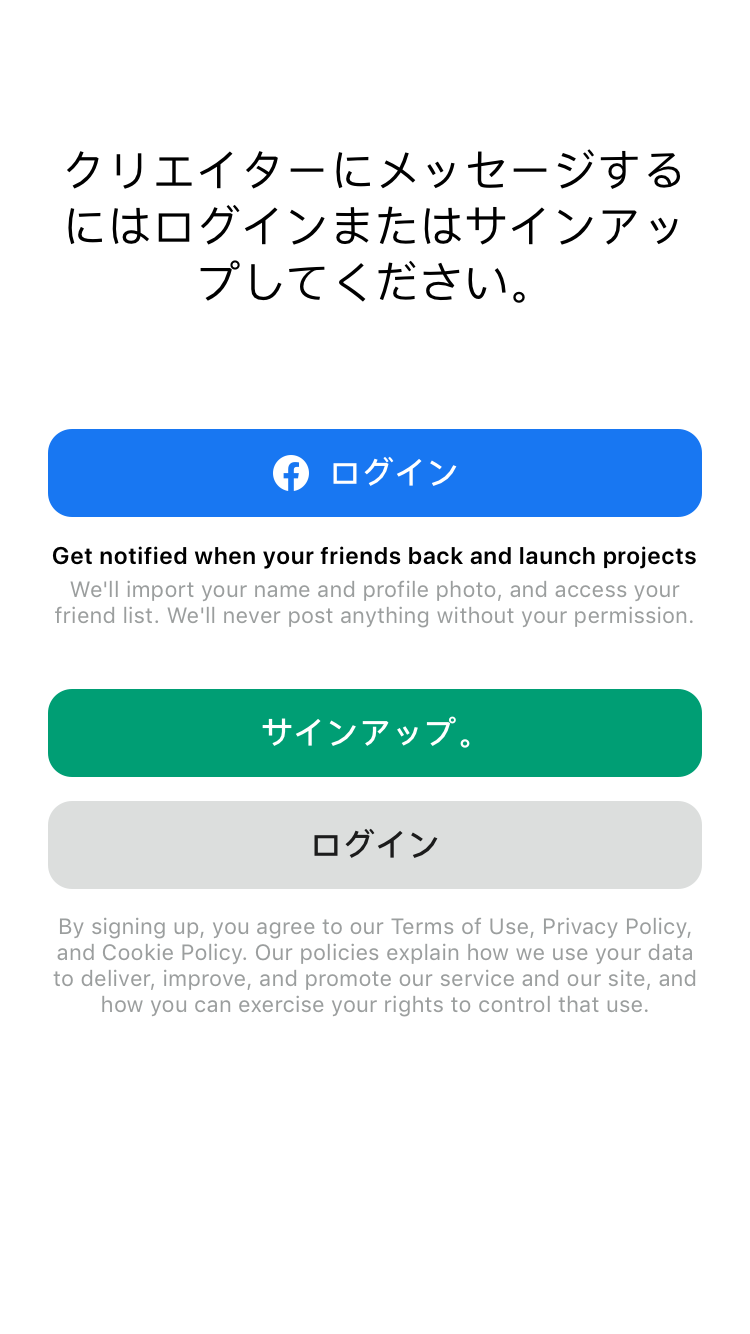 クリエイターにメッセージする
にはログインまたはサインアッ
プしてください。
ログイン
Get notified when your friends back and launch projects
We'll import your name and profile photo, and access your
friend list. We'll never post anything without your permission.
サインアップ。
ログイン
By signing up, you agree to our Terms of Use, Privacy Policy,
and Cookie Policy. Our policies explain how we use your data
to deliver, improve, and promote our service and our site, and
how you can exercise your rights to control that use.